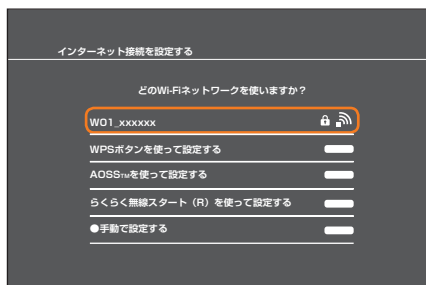 インターネット接続を設定する
どのWi-Fiネットワークを使いますか？
W01_xxxxxx
WPSボタンを使って設定する
AOSS™を使って設定する
らくらく無線スタート（R）を使って設定する
●手動で設定する